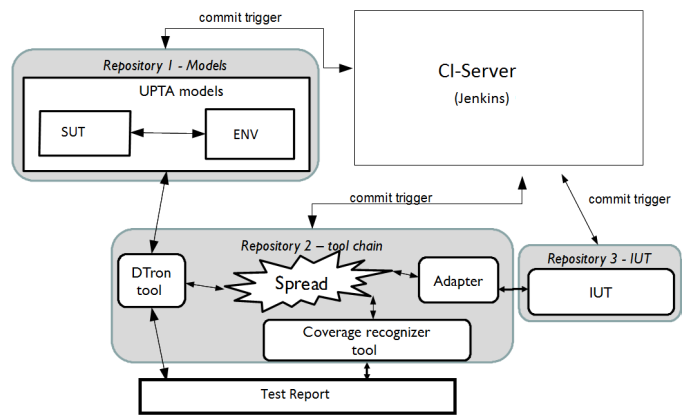 commit trigger
Repository 1 - Models
UPTA models
SUT
ENV
CI-Server
(Jenkins)
commit trigger
commit trigger
Repository 2 – tool chain
DTron
tool
Spread
Adapter
Coverage recognizer
tool
Repository 3 - IUT
IUT
Test Report